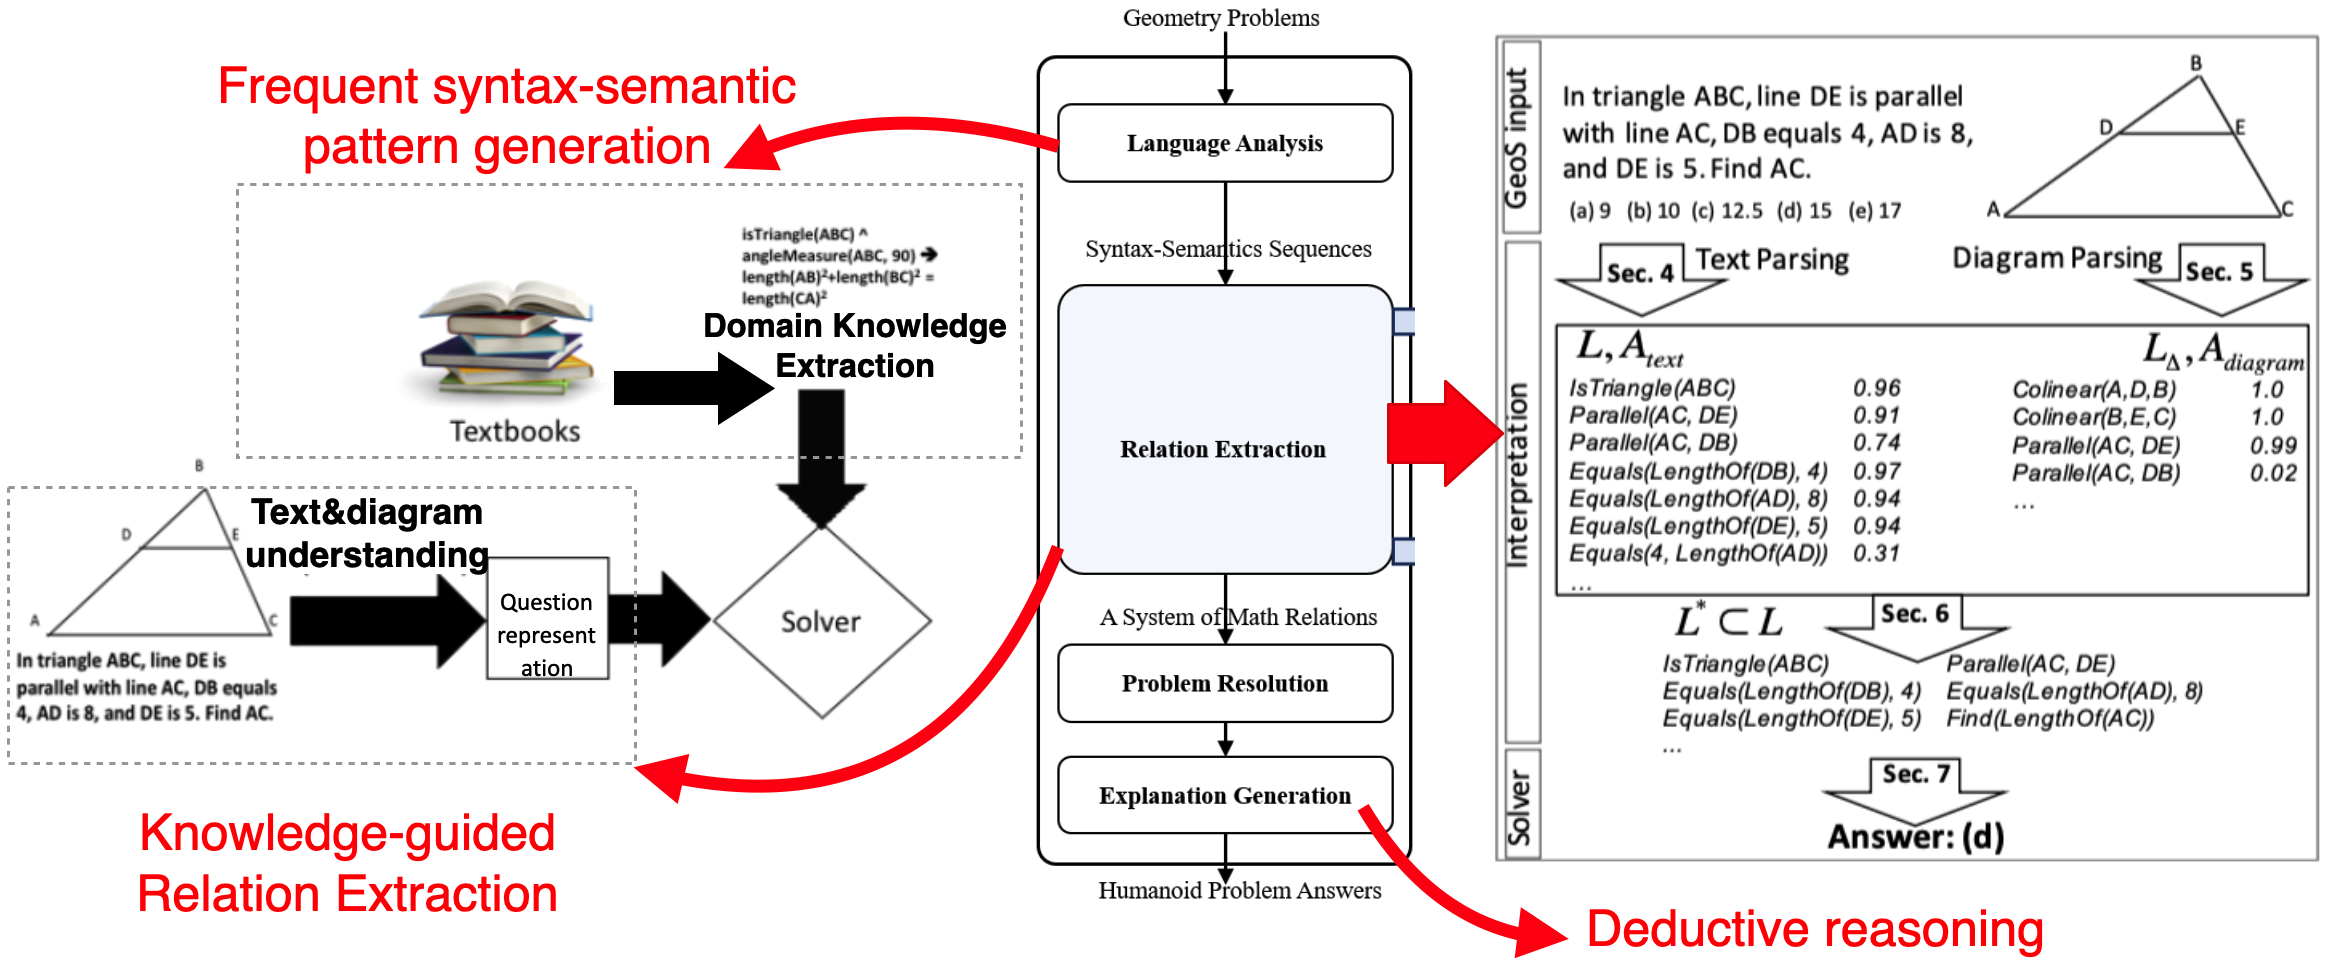 Frequent syntax-semantic
pattern generation
isTriangle(ABC) ^
angleMeasure(ABC, 90) ➔
length(AB)²+length(BC)² =
length(CA)²
Domain Knowledge
Extraction
Textbooks
B
D
E
A
C
Text&diagram
understanding
Question
represent
ation
Solver
In triangle ABC, line DE is
parallel with line AC, DB equals
4, AD is 8, and DE is 5. Find AC.
Knowledge-guided
Relation Extraction
Geometry Problems
Language Analysis
Syntax-Semantics Sequences
Relation Extraction
A System of Math Relations
Problem Resolution
Explanation Generation
Humanoid Problem Answers
Deductive reasoning
GeoS input
In triangle ABC, line DE is parallel
with line AC, DB equals 4, AD is 8,
and DE is 5. Find AC.
(a) 9 (b) 10 (c) 12.5 (d) 15 (e) 17
B
D
E
A
C
Interpretation
Sec. 4 Text Parsing
Diagram Parsing Sec. 5
L, A_text
IsTriangle(ABC) 0.96
Parallel(AC, DE) 0.91
Parallel(AC, DB) 0.74
Equals(LengthOf(DB), 4) 0.97
Equals(LengthOf(AD), 8) 0.94
Equals(LengthOf(DE), 5) 0.94
Equals(4, LengthOf(AD)) 0.31
...
L_Δ, A_diagram
Colinear(A,D,B) 1.0
Colinear(B,E,C) 1.0
Parallel(AC, DE) 0.99
Parallel(AC, DB) 0.02
...
L* ⊂ L
Sec. 6
IsTriangle(ABC) Parallel(AC, DE)
Equals(LengthOf(DB), 4) Equals(LengthOf(AD), 8)
Equals(LengthOf(DE), 5) Find(LengthOf(AC))
...
Solver
Sec. 7
Answer: (d)